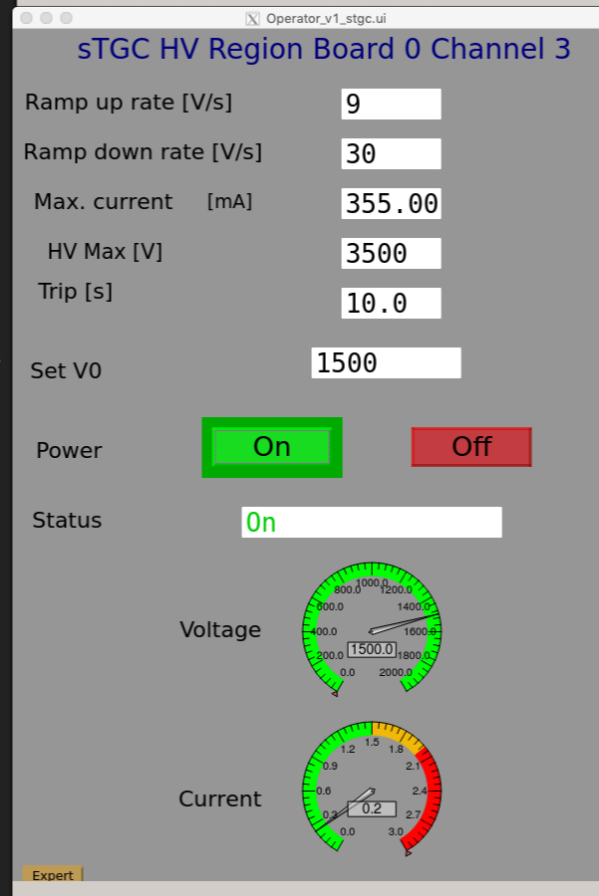 Operator_v1_stgc.ui
sTGC HV Region Board 0 Channel 3
Ramp up rate [V/s] 9
Ramp down rate [V/s] 30
Max. current [mA] 355.00
HV Max [V] 3500
Trip [s] 10.0
Set V0 1500
Power On Off
Status On
1000.0
800.0 1200.0
600.0 1400.0
Voltage 400.0 1600.0
1500.0
200.0 1800.0
0.0 2000.0
1.5
1.2 1.8
0.9 2.1
0.6 2.4
Current 0.2
0.3 2.7
0.0 3.0
Expert